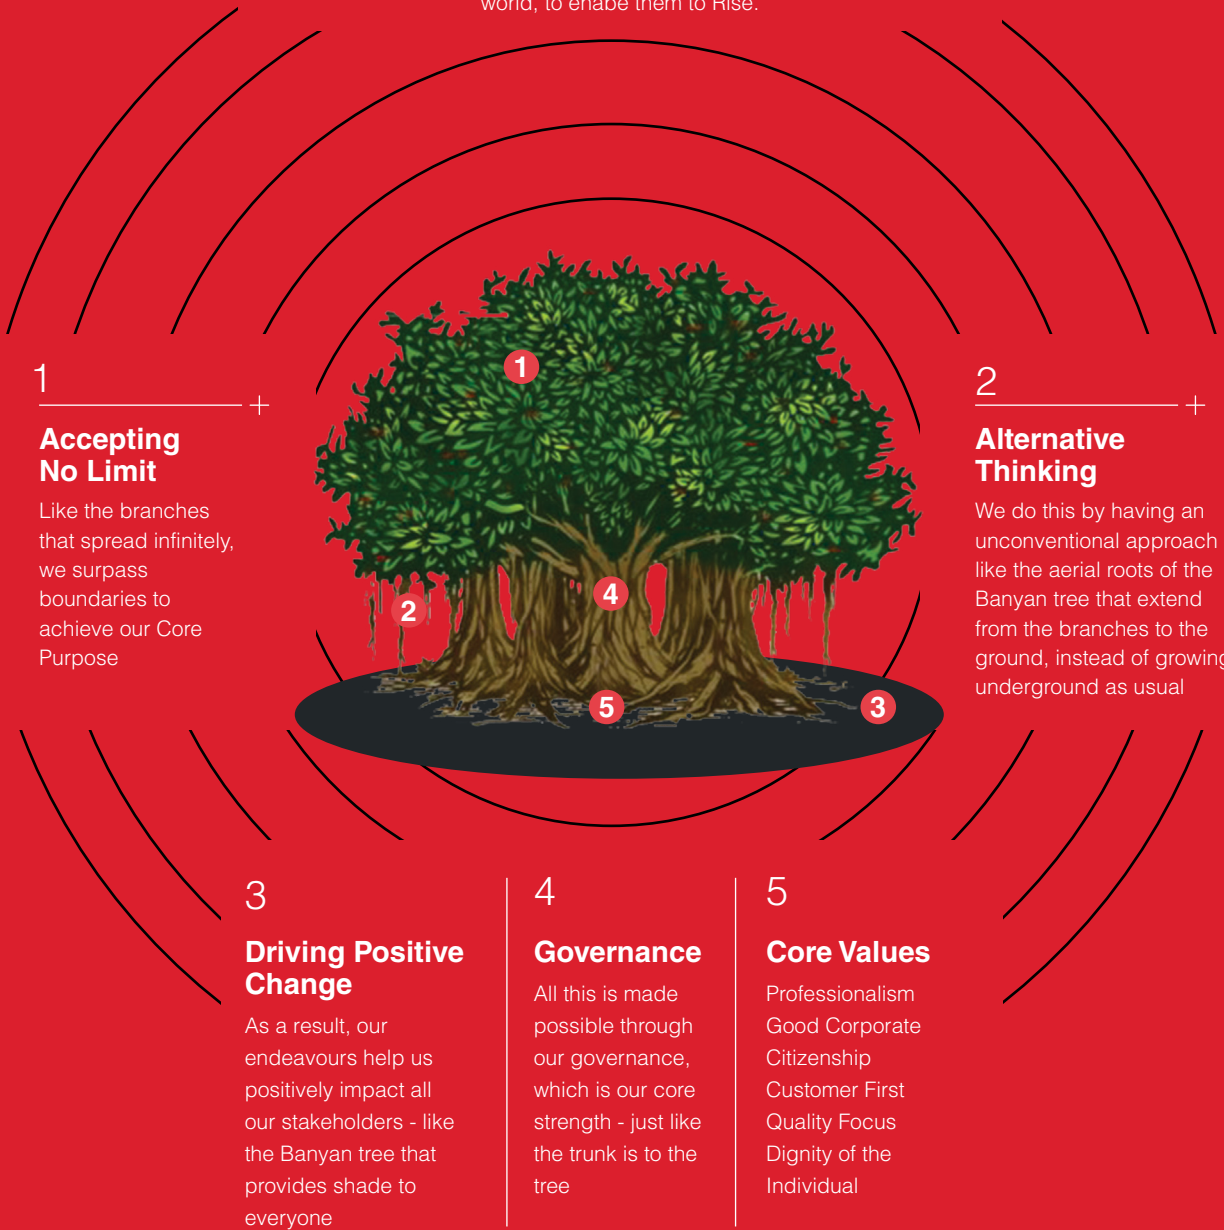 world, to enabe them to Rise.
1
Accepting
No Limit
Like the branches
that spread infinitely,
we surpass
boundaries to
achieve our Core
Purpose
2
Alternative
Thinking
We do this by having an
unconventional approach
like the aerial roots of the
Banyan tree that extend
from the branches to the
ground, instead of growing
underground as usual
1
2
4
5
3
3
Driving Positive
Change
As a result, our
endeavours help us
positively impact all
our stakeholders - like
the Banyan tree that
provides shade to
everyone
4
Governance
All this is made
possible through
our governance,
which is our core
strength - just like
the trunk is to the
tree
5
Core Values
Professionalism
Good Corporate
Citizenship
Customer First
Quality Focus
Dignity of the
Individual